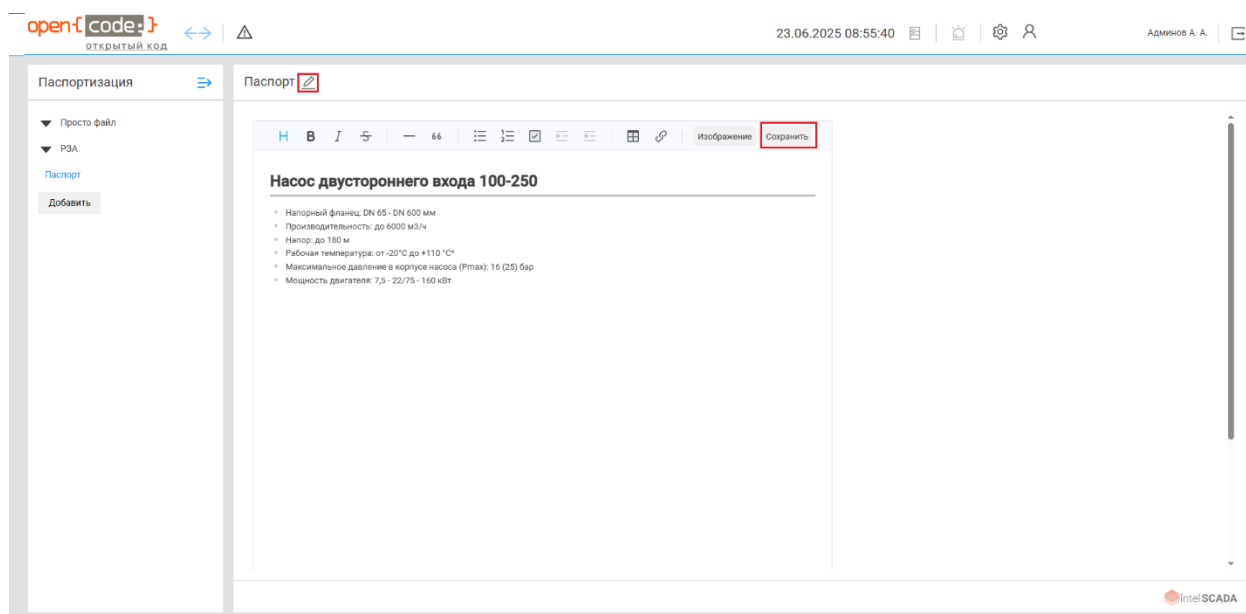 open{ code: }
открытый код
23.06.2025 08:55:40
Админов А. А.
Паспортизация
Просто файл
РЗА
Паспорт
Добавить
Паспорт
H B I S — 66 Изображение Сохранить
Насос двустороннего входа 100-250
Напорный фланец: DN 65 - DN 600 мм
Производительность: до 6000 м3/ч
Напор: до 180 м
Рабочая температура: от -20°C до +110 °C*
Максимальное давление в корпусе насоса (Pmax): 16 (25) бар
Мощность двигателя: 7,5 - 22/75 - 160 кВт
intelSCADA